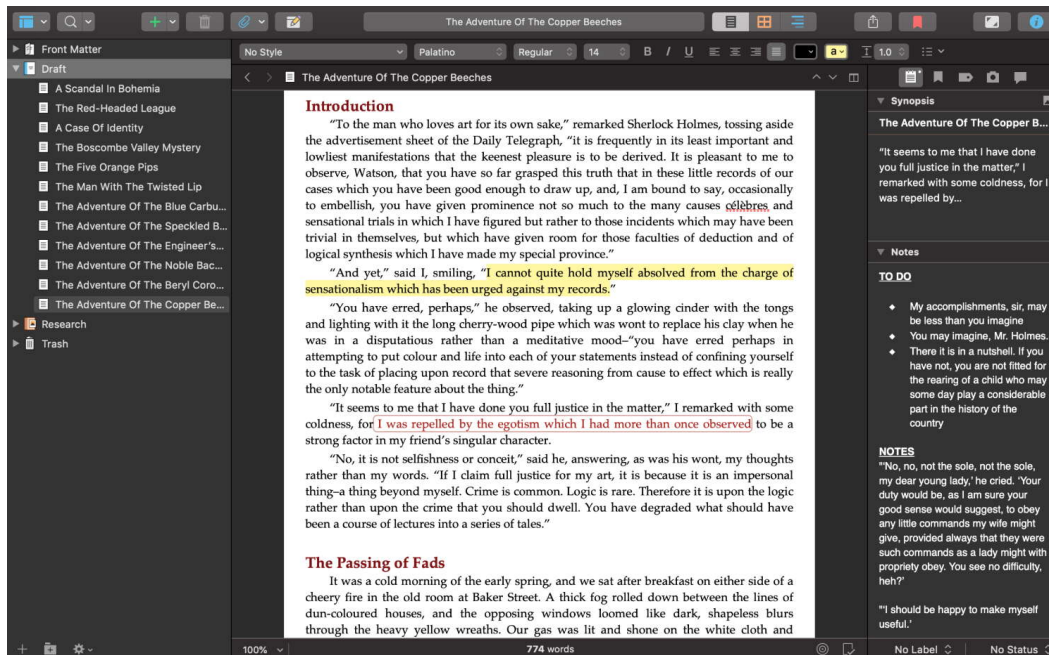 The Adventure Of The Copper Beeches
Front Matter
Draft
A Scandal In Bohemia
The Red-Headed League
A Case Of Identity
The Boscombe Valley Mystery
The Five Orange Pips
The Man With The Twisted Lip
The Adventure Of The Blue Carbu...
The Adventure Of The Speckled B...
The Adventure Of The Engineer's...
The Adventure Of The Noble Bac...
The Adventure Of The Beryl Coro...
The Adventure Of The Copper Be...
Research
Trash
No Style
Palatino
Regular
14
B
I
U
a
1.0
The Adventure Of The Copper Beeches
Introduction
“To the man who loves art for its own sake,” remarked Sherlock Holmes, tossing aside
the advertisement sheet of the Daily Telegraph, “it is frequently in its least important and
lowliest manifestations that the keenest pleasure is to be derived. It is pleasant to me to
observe, Watson, that you have so far grasped this truth that in these little records of our
cases which you have been good enough to draw up, and, I am bound to say, occasionally
to embellish, you have given prominence not so much to the many causes célèbres and
sensational trials in which I have figured but rather to those incidents which may have been
trivial in themselves, but which have given room for those faculties of deduction and of
logical synthesis which I have made my special province.”
“And yet,” said I, smiling, “I cannot quite hold myself absolved from the charge of
sensationalism which has been urged against my records.”
“You have erred, perhaps,” he observed, taking up a glowing cinder with the tongs
and lighting with it the long cherry-wood pipe which was wont to replace his clay when he
was in a disputatious rather than a meditative mood–“you have erred perhaps in
attempting to put colour and life into each of your statements instead of confining yourself
to the task of placing upon record that severe reasoning from cause to effect which is really
the only notable feature about the thing.”
“It seems to me that I have done you full justice in the matter,” I remarked with some
coldness, for I was repelled by the egotism which I had more than once observed to be a
strong factor in my friend’s singular character.
“No, it is not selfishness or conceit,” said he, answering, as was his wont, my thoughts
rather than my words. “If I claim full justice for my art, it is because it is an impersonal
thing–a thing beyond myself. Crime is common. Logic is rare. Therefore it is upon the logic
rather than upon the crime that you should dwell. You have degraded what should have
been a course of lectures into a series of tales.”
The Passing of Fads
It was a cold morning of the early spring, and we sat after breakfast on either side of a
cheery fire in the old room at Baker Street. A thick fog rolled down between the lines of
dun-coloured houses, and the opposing windows loomed like dark, shapeless blurs
through the heavy yellow wreaths. Our gas was lit and shone on the white cloth and
100%
774 words
Synopsis
The Adventure Of The Copper B...
"It seems to me that I have done
you full justice in the matter," I
remarked with some coldness, for I
was repelled by...
Notes
TO DO
◆ My accomplishments, sir, may
be less than you imagine
◆ You may imagine, Mr. Holmes.
◆ There it is in a nutshell. If you
have not, you are not fitted for
the rearing of a child who may
some day play a considerable
part in the history of the
country
NOTES
"'No, no, not the sole, not the sole,
my dear young lady,' he cried. 'Your
duty would be, as I am sure your
good sense would suggest, to obey
any little commands my wife might
give, provided always that they were
such commands as a lady might with
propriety obey. You see no difficulty,
heh?'
"'I should be happy to make myself
useful.'
No Label
No Status